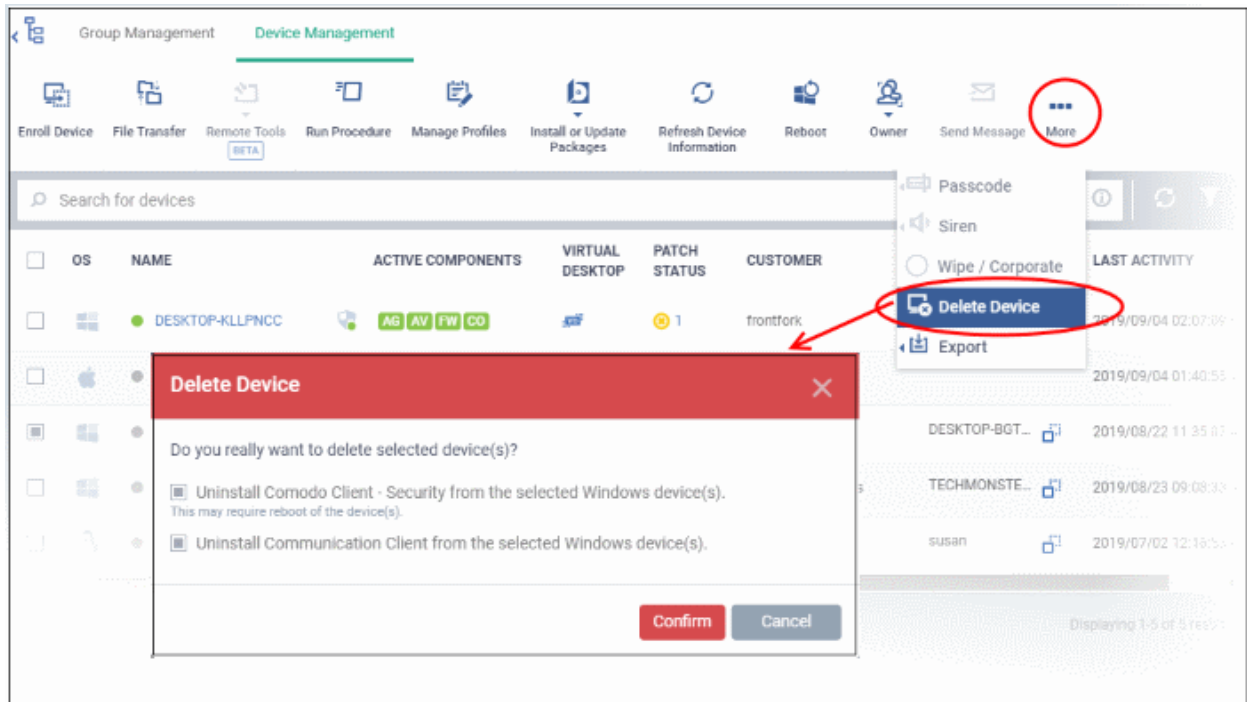 Group Management Device Management
Enroll Device File Transfer Remote Tools Run Procedure Manage Profiles Install or Update Packages Refresh Device Information Reboot Owner Send Message More
BETA
Search for devices
Passcode
Siren
Wipe / Corporate
Delete Device
Export
OS NAME ACTIVE COMPONENTS VIRTUAL DESKTOP PATCH STATUS CUSTOMER LAST ACTIVITY
DESKTOP-KLLPNCC AG AV FW CO 1 frontfork 2019/09/04 02:07:09
2019/09/04 01:40:55
DESKTOP-BGT... 2019/08/22 11:35:07
TECHMONSTE... 2019/08/23 09:08:33
susan 2019/07/02 12:16:53
Delete Device
Do you really want to delete selected device(s)?
Uninstall Comodo Client - Security from the selected Windows device(s).
This may require reboot of the device(s).
Uninstall Communication Client from the selected Windows device(s).
Confirm Cancel
Displaying 1-5 of 5